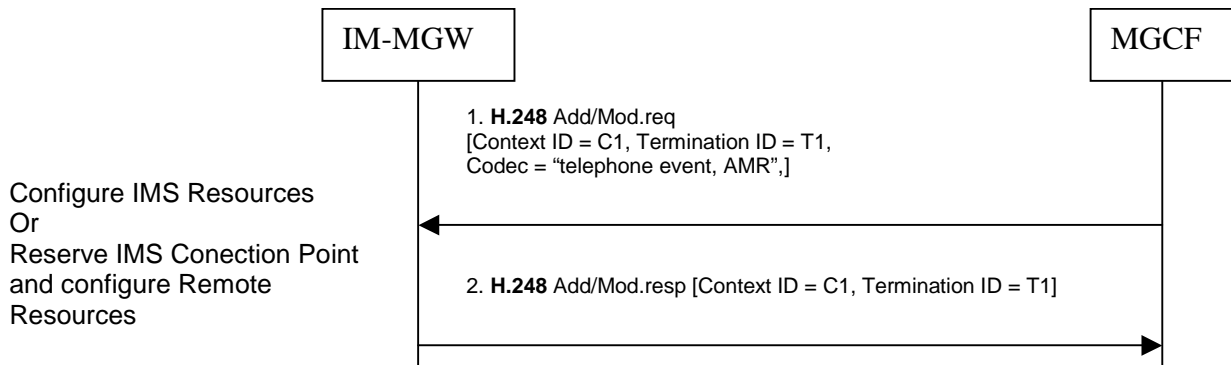 IM-MGW
MGCF
1. H.248 Add/Mod.req
[Context ID = C1, Termination ID = T1,
Codec = “telephone event, AMR”,]
Configure IMS Resources
Or
Reserve IMS Conection Point
and configure Remote
Resources
2. H.248 Add/Mod.resp [Context ID = C1, Termination ID = T1]